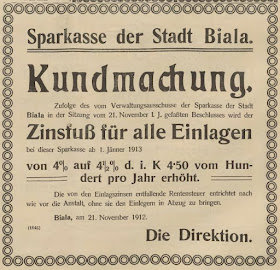 Sparkasse der Stadt Biala.
Kundmachung.
Zufolge des vom Verwaltungsausschusse der Sparkasse der Stadt
Biala in der Sitzung vom 21. November l. J. gefaßten Beschlusses wird der
Zinsfuß für alle Einlagen
bei dieser Sparkasse ab 1. Jänner 1913
von 4% auf 4½% d. i. K 4·50 vom Hun-
dert pro Jahr erhöht.
Die von den Einlagszinsen entfallende Rentensteuer entrichtet nach
wie vor die Anstalt, ohne sie den Einlegern in Abzug zu bringen.
Biala, am 21. November 1912.
Die Direktion.